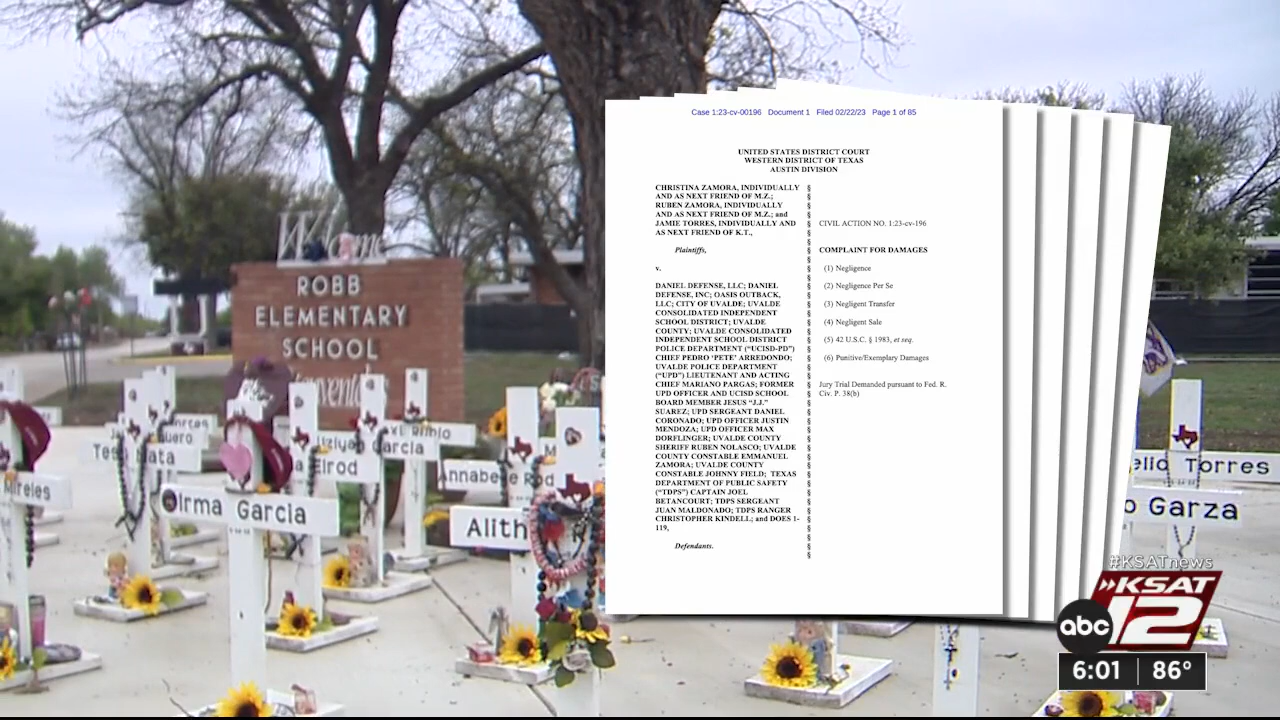 Case 1:23-cv-00196 Document 1 Filed 02/22/23 Page 1 of 85
UNITED STATES DISTRICT COURT
WESTERN DISTRICT OF TEXAS
AUSTIN DIVISION
CHRISTINA ZAMORA, INDIVIDUALLY
AND AS NEXT FRIEND OF M.Z.;
RUBEN ZAMORA, INDIVIDUALLY
AND AS NEXT FRIEND OF M.Z.; and
JAMIE TORRES, INDIVIDUALLY AND
AS NEXT FRIEND OF K.T.,
Plaintiffs,
v.
DANIEL DEFENSE, LLC; DANIEL
DEFENSE, INC; OASIS OUTBACK,
LLC; CITY OF UVALDE; UVALDE
CONSOLIDATED INDEPENDENT
SCHOOL DISTRICT; UVALDE
COUNTY; UVALDE CONSOLIDATED
INDEPENDENT SCHOOL DISTRICT
POLICE DEPARTMENT ("UCISD-PD")
CHIEF PEDRO 'PETE' ARREDONDO;
UVALDE POLICE DEPARTMENT
("UPD") LIEUTENANT AND ACTING
CHIEF MARIANO PARGAS; FORMER
UPD OFFICER AND UCISD SCHOOL
BOARD MEMBER JESUS "J.J."
SUAREZ; UPD SERGEANT DANIEL
CORONADO; UPD OFFICER JUSTIN
MENDOZA; UPD OFFICER MAX
DORFLINGER; UVALDE COUNTY
SHERIFF RUBEN NOLASCO; UVALDE
COUNTY CONSTABLE EMMANUEL
ZAMORA; UVALDE COUNTY
CONSTABLE JOHNNY FIELD; TEXAS
DEPARTMENT OF PUBLIC SAFETY
("TDPS") CAPTAIN JOEL
BETANCOURT; TDPS SERGEANT
JUAN MALDONADO; TDPS RANGER
CHRISTOPHER KINDELL; and DOES 1-
119,
Defendants.
CIVIL ACTION NO. 1:23-cv-196
COMPLAINT FOR DAMAGES
(1) Negligence
(2) Negligence Per Se
(3) Negligent Transfer
(4) Negligent Sale
(5) 42 U.S.C. § 1983, et seq.
(6) Punitive/Exemplary Damages
Jury Trial Demanded pursuant to Fed. R.
Civ. P. 38(b)
Welcome
ROBB
ELEMENTARY
SCHOOL
Irma Garcia
Garcia
Elrod
Mireles
Alith
Torres
Garza
#KSATnews
KSAT
12
abc
6:01 86°